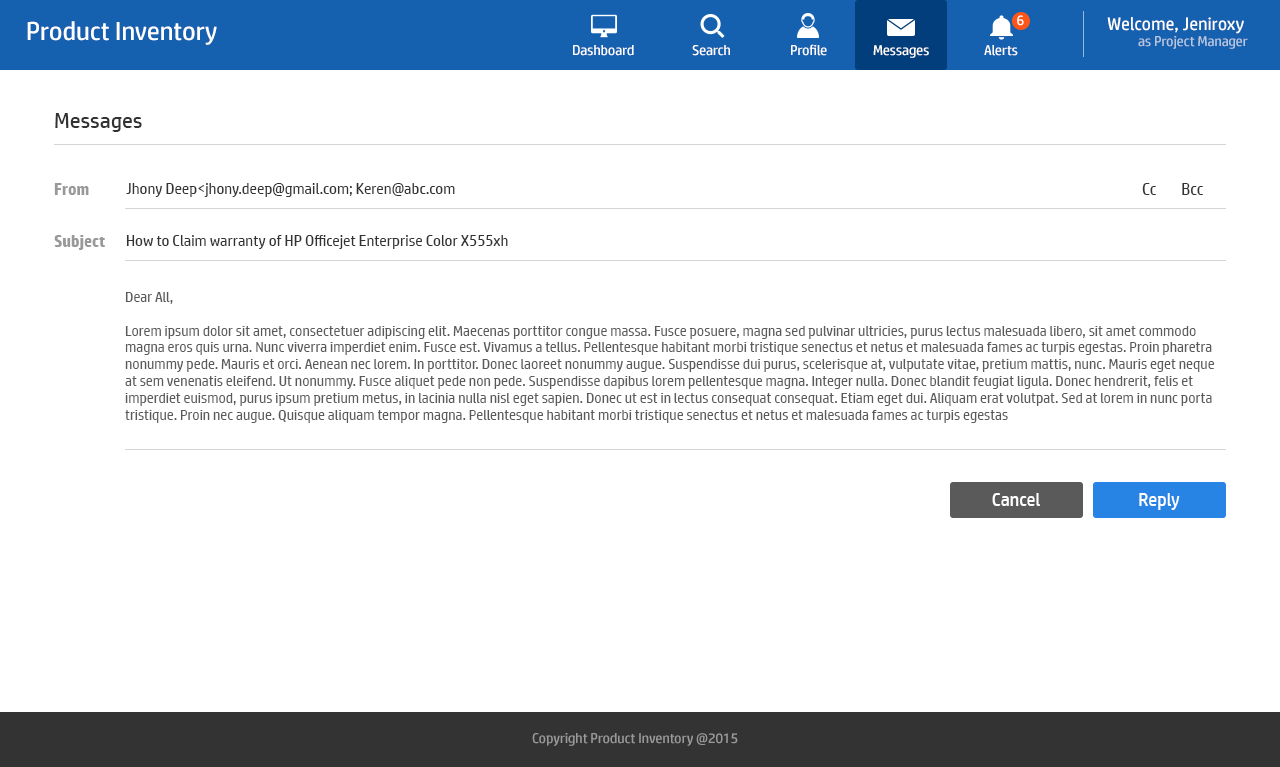 Product Inventory
Dashboard
Search
Profile
Messages
6
Alerts
Welcome, Jeniroxy
as Project Manager
Messages
From
Jhony Deep<jhony.deep@gmail.com; Keren@abc.com
Cc
Bcc
Subject
How to Claim warranty of HP Officejet Enterprise Color X555xh
Dear All,
Lorem ipsum dolor sit amet, consectetuer adipiscing elit. Maecenas porttitor congue massa. Fusce posuere, magna sed pulvinar ultricies, purus lectus malesuada libero, sit amet commodo
magna eros quis urna. Nunc viverra imperdiet enim. Fusce est. Vivamus a tellus. Pellentesque habitant morbi tristique senectus et netus et malesuada fames ac turpis egestas. Proin pharetra
nonummy pede. Mauris et orci. Aenean nec lorem. In porttitor. Donec laoreet nonummy augue. Suspendisse dui purus, scelerisque at, vulputate vitae, pretium mattis, nunc. Mauris eget neque
at sem venenatis eleifend. Ut nonummy. Fusce aliquet pede non pede. Suspendisse dapibus lorem pellentesque magna. Integer nulla. Donec blandit feugiat ligula. Donec hendrerit, felis et
imperdiet euismod, purus ipsum pretium metus, in lacinia nulla nisl eget sapien. Donec ut est in lectus consequat consequat. Etiam eget dui. Aliquam erat volutpat. Sed at lorem in nunc porta
tristique. Proin nec augue. Quisque aliquam tempor magna. Pellentesque habitant morbi tristique senectus et netus et malesuada fames ac turpis egestas
Cancel
Reply
Copyright Product Inventory @2015